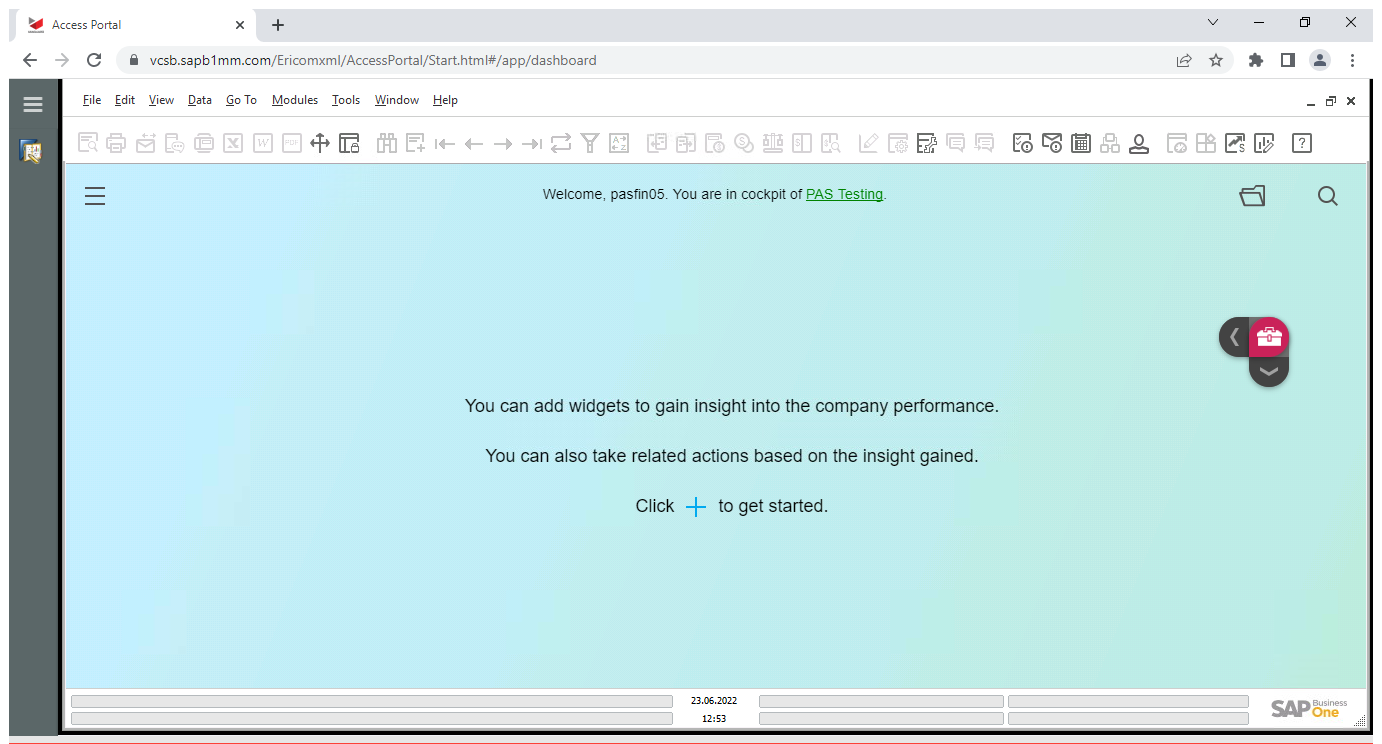 Access Portal
vcsb.sapb1mm.com/Ericomxml/AccessPortal/Start.html#/app/dashboard
File Edit View Data Go To Modules Tools Window Help
Welcome, pasfin05. You are in cockpit of PAS Testing.
You can add widgets to gain insight into the company performance.
You can also take related actions based on the insight gained.
Click + to get started.
23.06.2022
12:53
SAP Business One